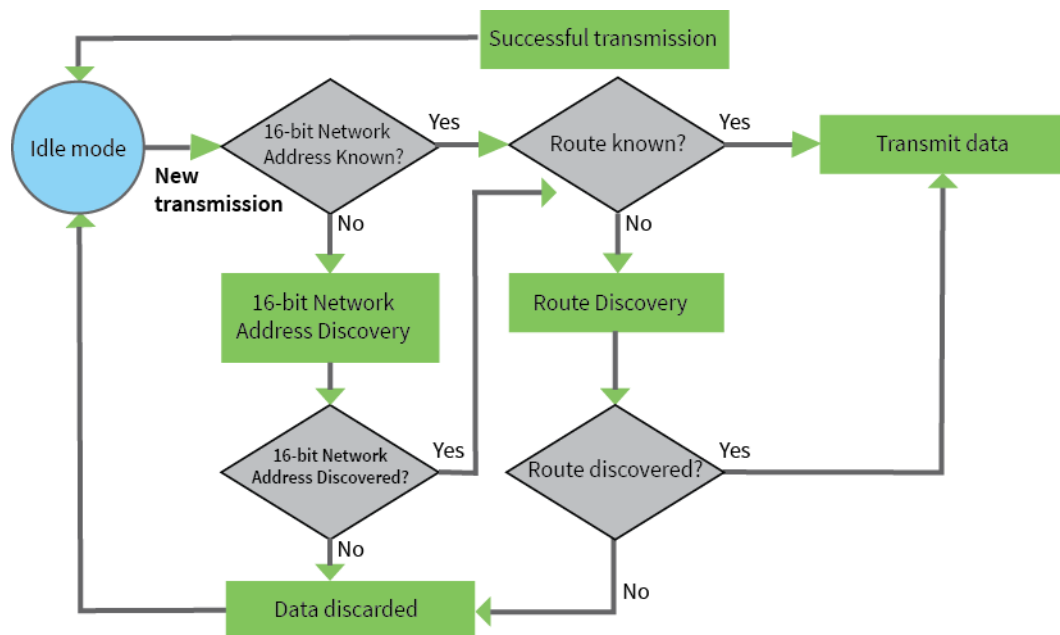 Successful transmission
Idle mode
New
transmission
16-bit Network
Address Known?
Yes
Route known?
Yes
Transmit data
No
No
16-bit Network
Address Discovery
Route Discovery
16-bit Network
Address Discovered?
Yes
Route discovered?
Yes
No
No
Data discarded